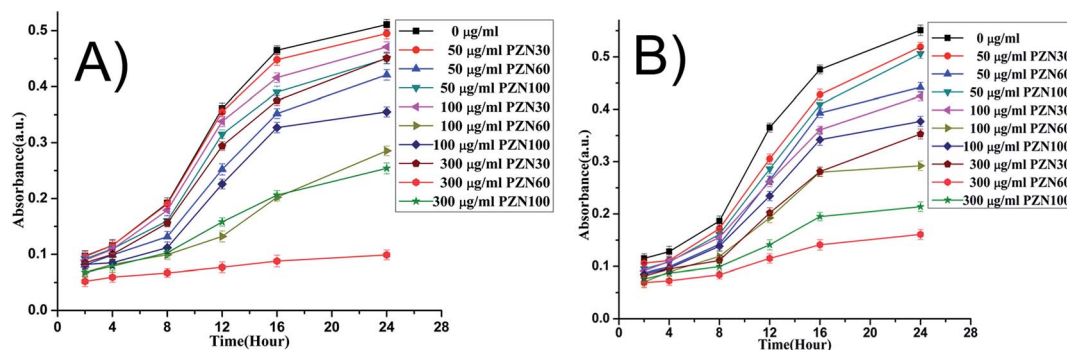 A)
Absorbance(a.u.)
0.5
0.4
0.3
0.2
0.1
0.0
0 4 8 12 16 20 24 28
Time(Hour)
0 μg/ml
50 μg/ml PZN30
50 μg/ml PZN60
50 μg/ml PZN100
100 μg/ml PZN30
100 μg/ml PZN60
100 μg/ml PZN100
300 μg/ml PZN30
300 μg/ml PZN60
300 μg/ml PZN100
B)
Absorbance(a.u.)
0.5
0.4
0.3
0.2
0.1
0.0
0 4 8 12 16 20 24 28
Time(Hour)
0 μg/ml
50 μg/ml PZN30
50 μg/ml PZN60
50 μg/ml PZN100
100 μg/ml PZN30
100 μg/ml PZN60
100 μg/ml PZN100
300 μg/ml PZN30
300 μg/ml PZN60
300 μg/ml PZN100